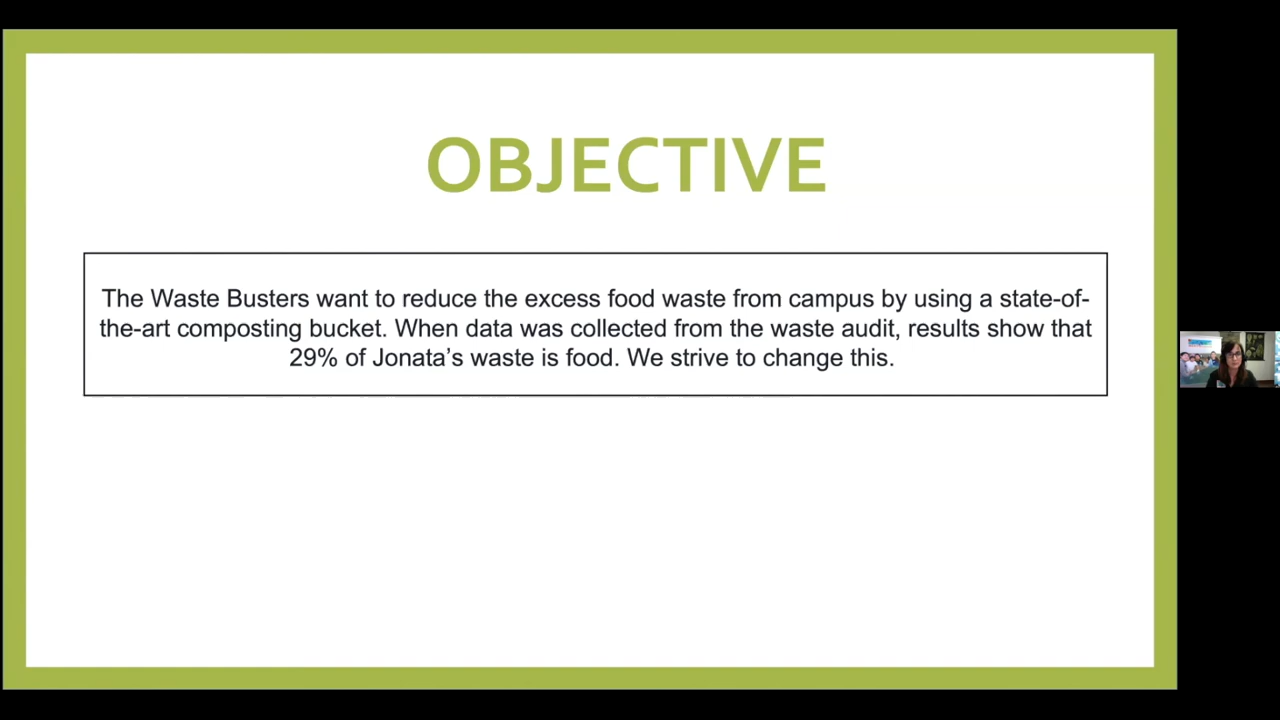 OBJECTIVE
The Waste Busters want to reduce the excess food waste from campus by using a state-of-
the-art composting bucket. When data was collected from the waste audit, results show that
29% of Jonata’s waste is food. We strive to change this.